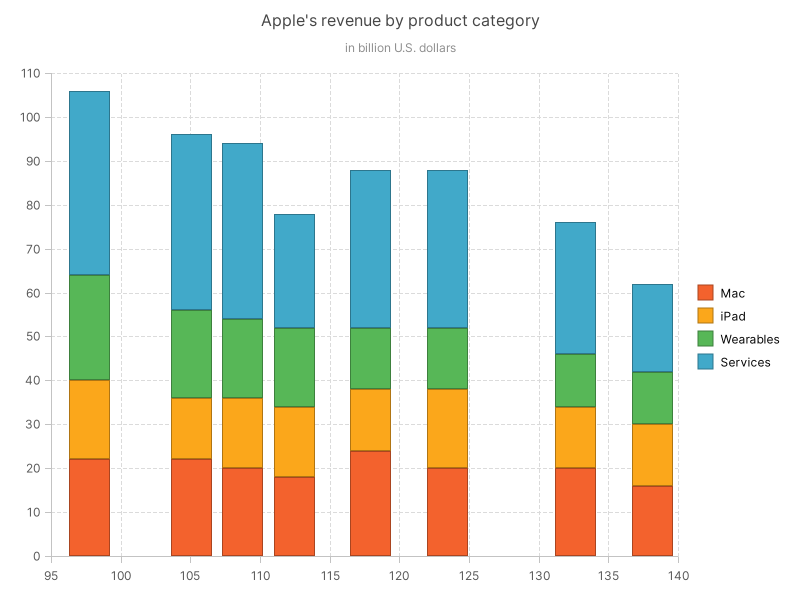 Apple's revenue by product category
in billion U.S. dollars
110
100
90
80
70
60
50
40
30
20
10
0
95 100 105 110 115 120 125 130 135 140
Mac
iPad
Wearables
Services